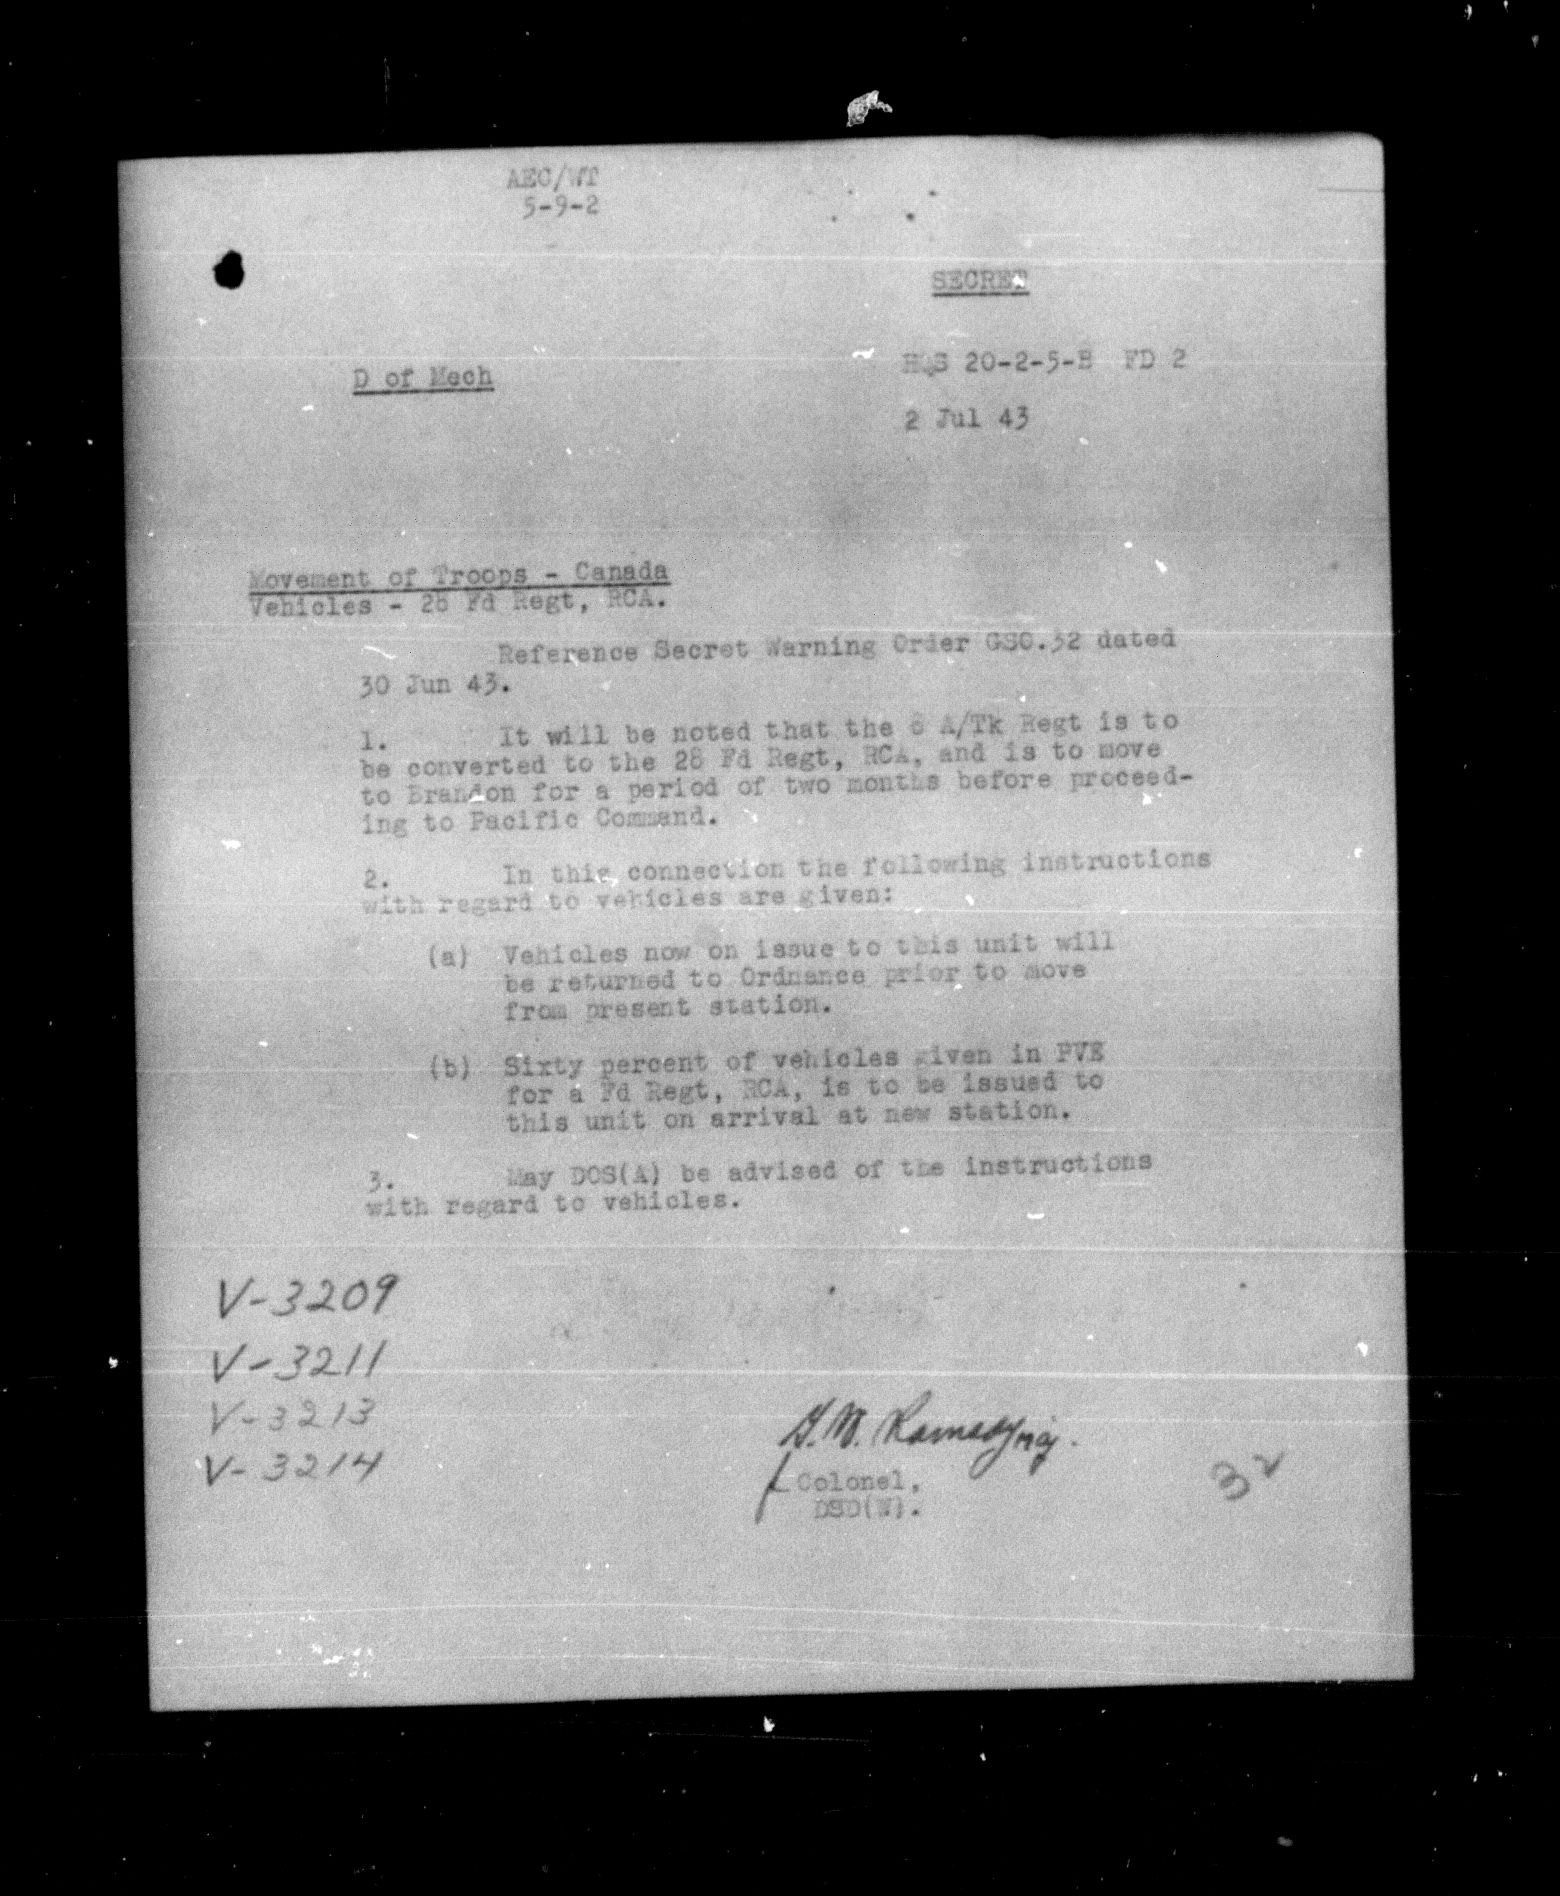 AEC/WT
5-9-2
SECRET
HQS 20-2-5-B FD 2
D of Mech
2 Jul 43
Movement of Troops - Canada
Vehicles - 28 Fd Regt, RCA.
Reference Secret Warning Order GSC.32 dated
30 Jun 43.
1. It will be noted that the 8 A/Tk Regt is to
be converted to the 28 Fd Regt, RCA, and is to move
to Brandon for a period of two months before proceed-
ing to Pacific Command.
2. In this connection the following instructions
with regard to vehicles are given:
(a) Vehicles now on issue to this unit will
be returned to Ordnance prior to move
from present station.
(b) Sixty percent of vehicles given in PVE
for a Fd Regt, RCA, is to be issued to
this unit on arrival at new station.
3. May DOS(A) be advised of the instructions
with regard to vehicles.
V-3209
V-3211
V-3213
V-3214
Maj.
Colonel,
DSD(W).
32